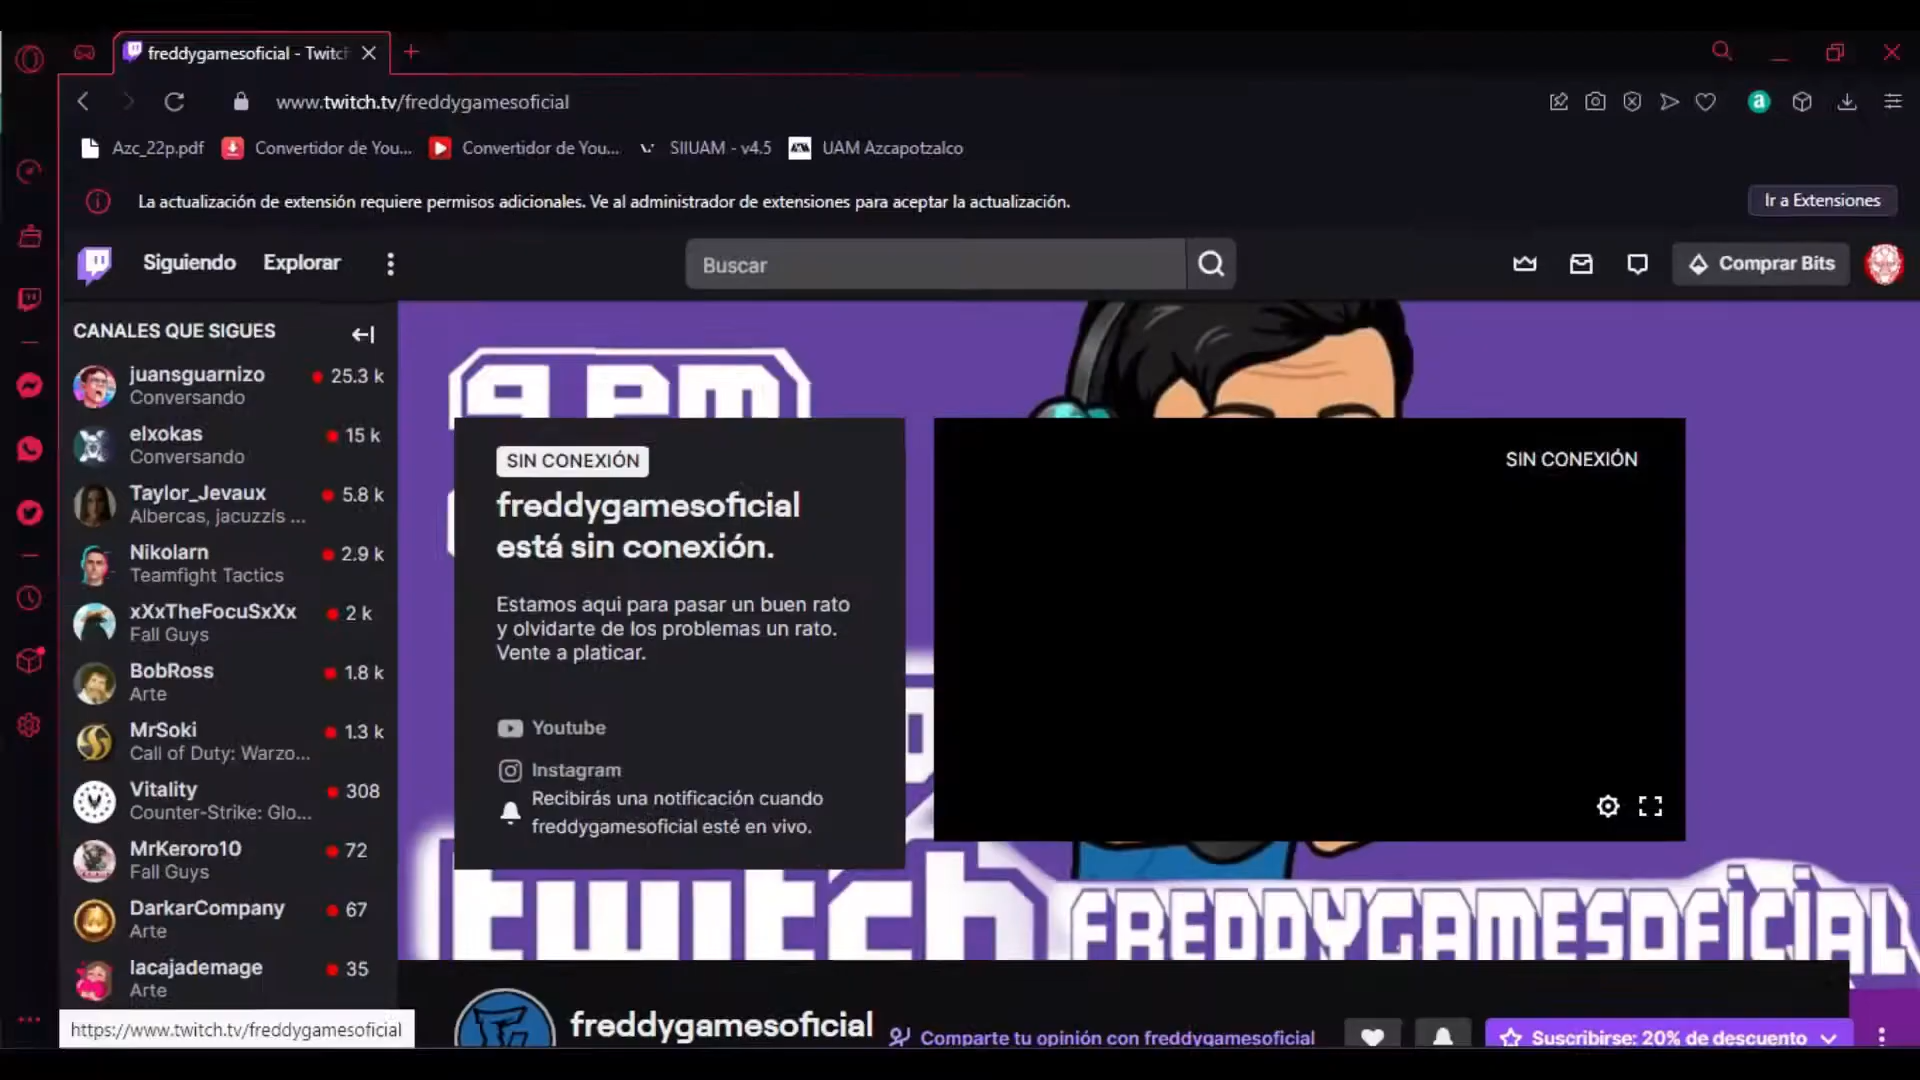 freddygamesoficial - Twitch
www.twitch.tv/freddygamesoficial
a
Azc_22p.pdf
Convertidor de You...
Convertidor de You...
SIIUAM - v4.5
UAM Azcapotzalco
La actualización de extensión requiere permisos adicionales. Ve al administrador de extensiones para aceptar la actualización.
Ir a Extensiones
Siguiendo
Explorar
Buscar
Comprar Bits
CANALES QUE SIGUES
juansguarnizo
25.3 k
Conversando
elxokas
15 k
Conversando
Taylor_Jevaux
5.8 k
Albercas, jacuzzis ...
Nikolarn
2.9 k
Teamfight Tactics
xXxTheFocuSxXx
2 k
Fall Guys
BobRoss
1.8 k
Arte
MrSoki
1.3 k
Call of Duty: Warzo...
Vitality
308
Counter-Strike: Glo...
MrKeroro10
72
Fall Guys
DarkarCompany
67
Arte
lacajademage
35
Arte
https://www.twitch.tv/freddygamesoficial
SIN CONEXIÓN
freddygamesoficial
está sin conexión.
Estamos aqui para pasar un buen rato
y olvidarte de los problemas un rato.
Vente a platicar.
Youtube
Instagram
Recibirás una notificación cuando
freddygamesoficial esté en vivo.
SIN CONEXIÓN
twitch
FREDDYGAMESOFICIAL
freddygamesoficial
Comparte tu opinión con freddygamesoficial
Suscribirse: 20% de descuento